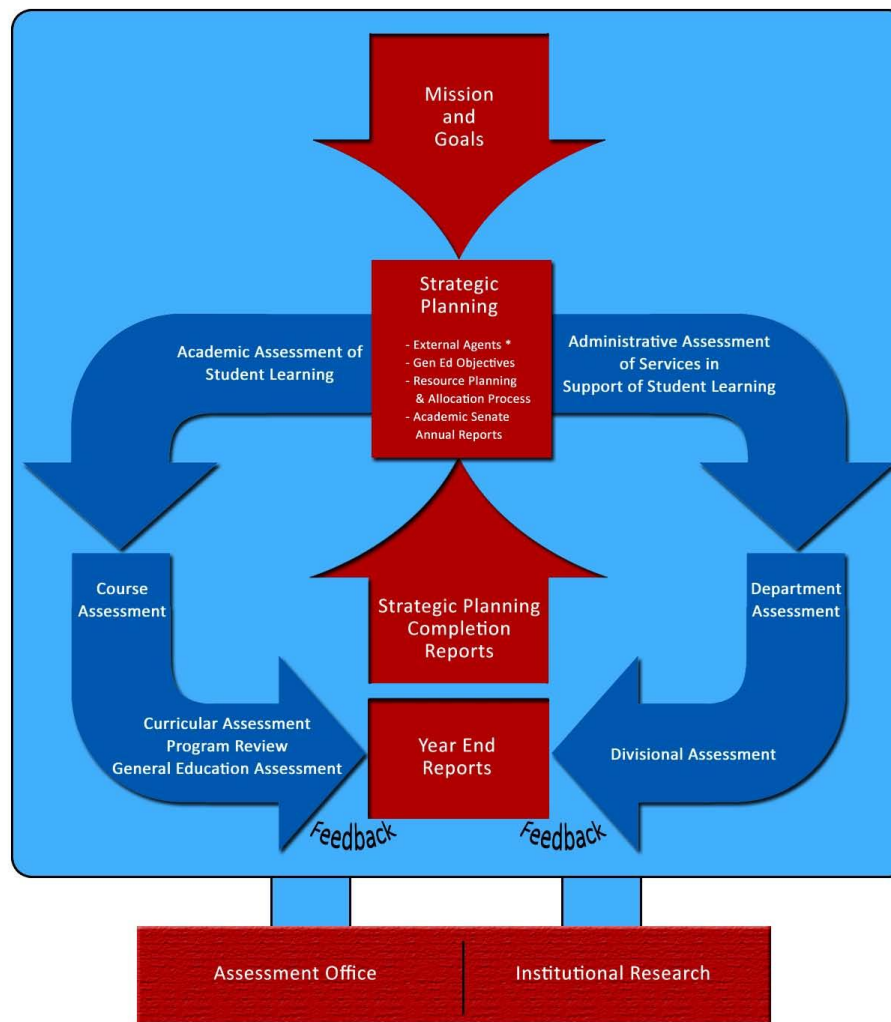 Mission
and
Goals
Strategic
Planning
- External Agents *
- Gen Ed Objectives
- Resource Planning
& Allocation Process
- Academic Senate
Annual Reports
Academic Assessment of
Student Learning
Administrative Assessment
of Services in
Support of Student Learning
Course
Assessment
Department
Assessment
Strategic Planning
Completion
Reports
Curricular Assessment
Program Review
General Education Assessment
Year End
Reports
Divisional Assessment
Feedback
Feedback
Assessment Office
Institutional Research